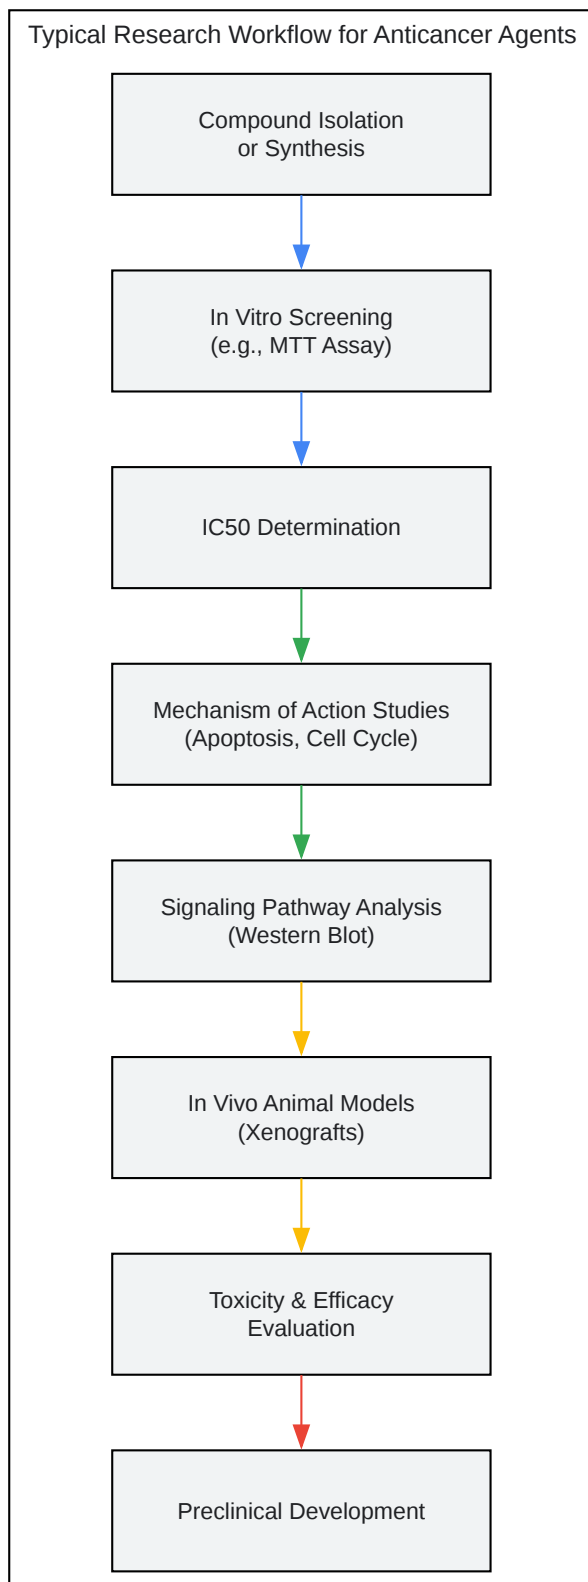 Typical Research Workflow for Anticancer Agents
Compound Isolation
or Synthesis
In Vitro Screening
(e.g., MTT Assay)
IC50 Determination
Mechanism of Action Studies
(Apoptosis, Cell Cycle)
Signaling Pathway Analysis
(Western Blot)
In Vivo Animal Models
(Xenografts)
Toxicity & Efficacy
Evaluation
Preclinical Development